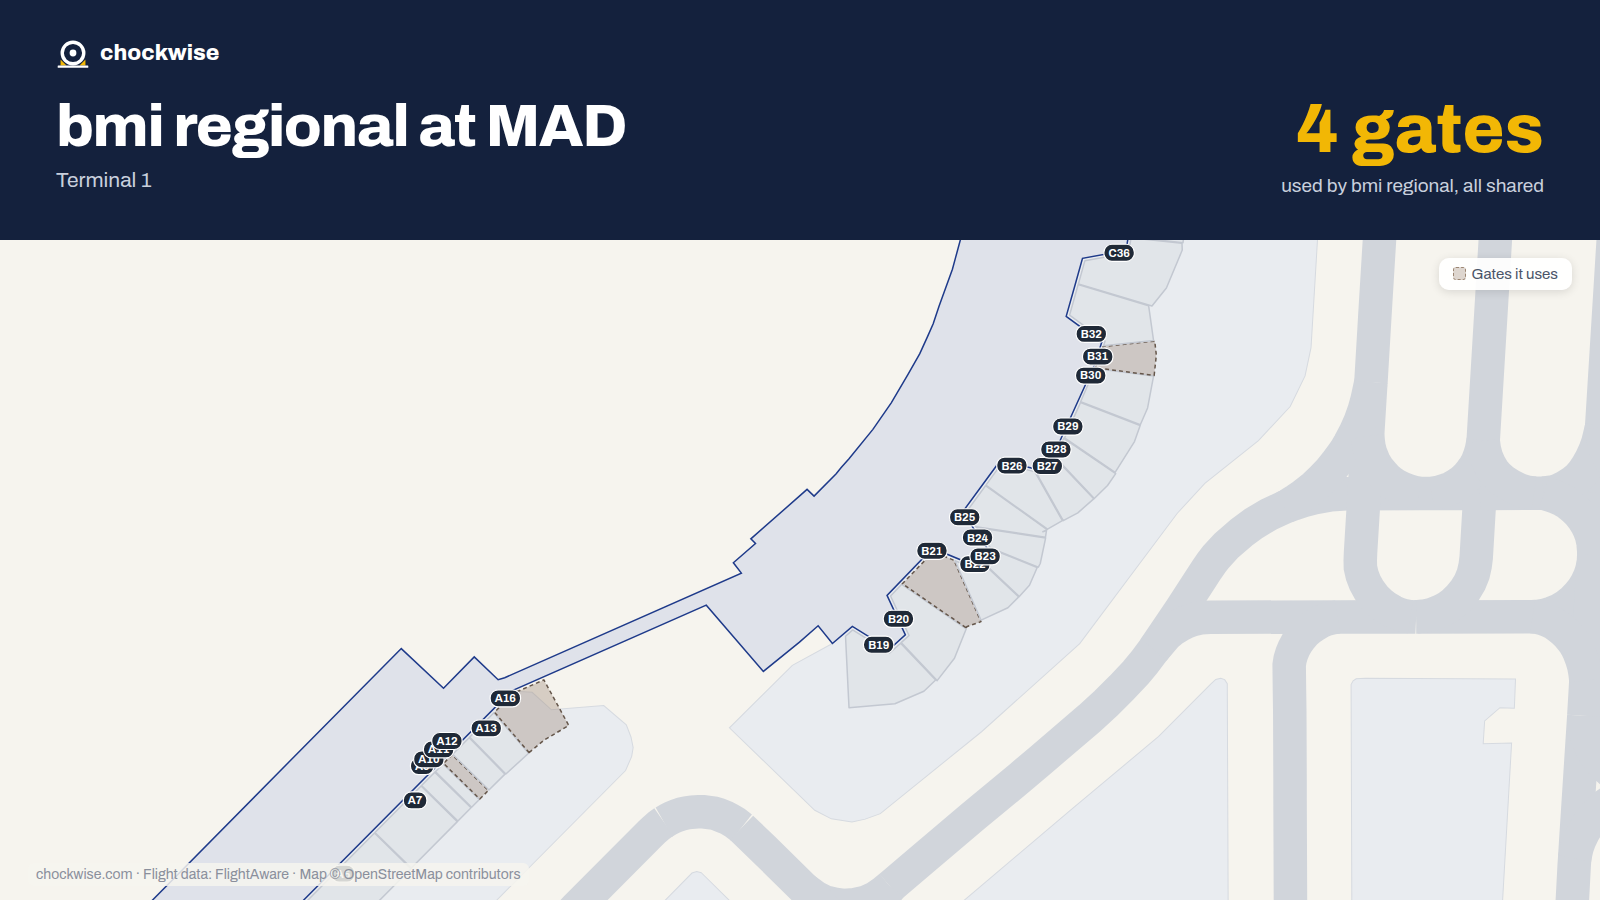 chockwise
bmi regional at MAD
Terminal 1
4 gates
used by bmi regional, all shared
Gates it uses
C36
B32
B31
B30
B29
B28
B26
B27
B25
B24
B21
B23
B20
B19
A16
A13
A12
A10
A7
chockwise.com · Flight data: FlightAware · Map © OpenStreetMap contributors